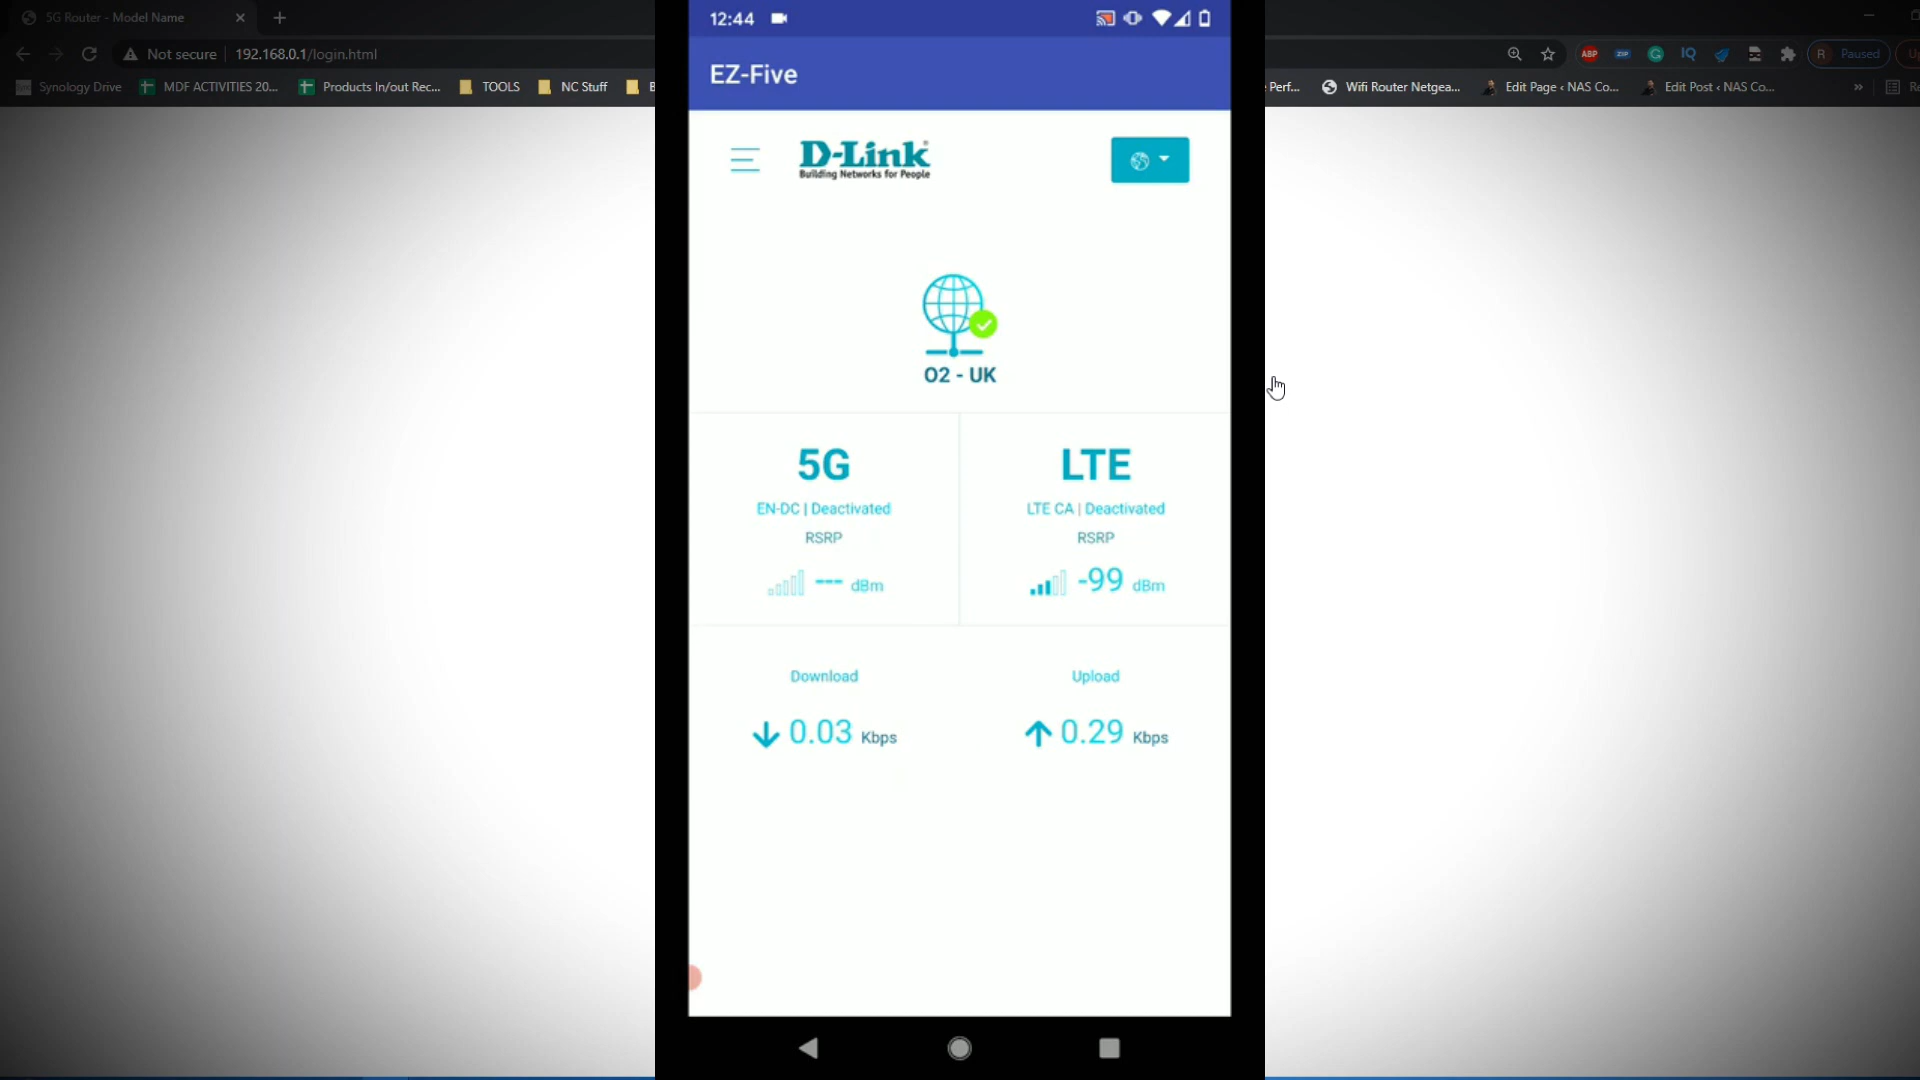 5G Router - Model Name
Not secure
192.168.0.1/login.html
ABP
ZIP
IQ
R
Paused
Synology Drive
MDF ACTIVITIES 20...
Products In/out Rec...
TOOLS
NC Stuff
Perf...
Wifi Router Netgea...
Edit Page ‹ NAS Co...
Edit Post ‹ NAS Co...
»
12:44
EZ-Five
D-Link
Building Networks for People
O2 - UK
5G
LTE
EN-DC | Deactivated
LTE CA | Deactivated
RSRP
RSRP
--- dBm
-99 dBm
Download
Upload
0.03 Kbps
0.29 Kbps